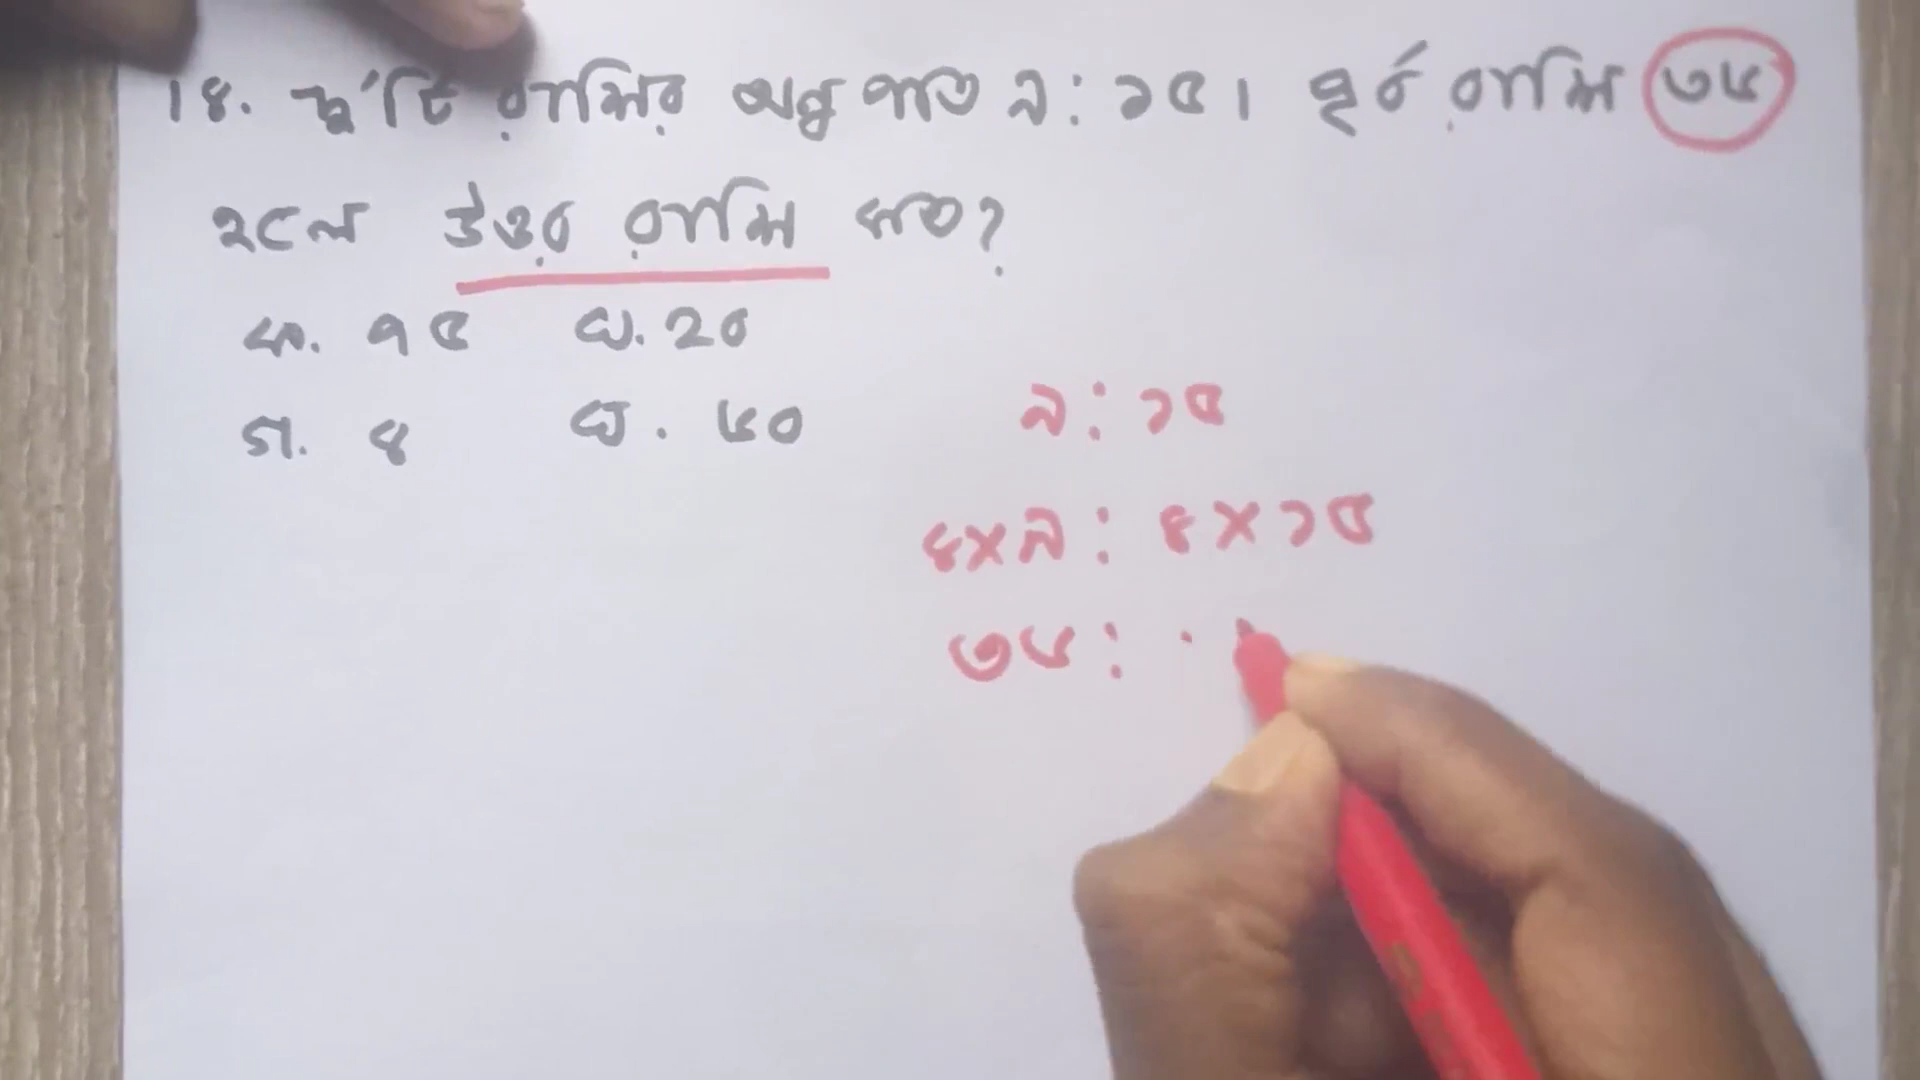 ১৪. দু'টি রাশির অনুপাত ৯:১৫। পূর্ব রাশি ৩৬
হলে উত্তর রাশি কত?
ক. ৭৫ খ. ২০
গ. ৪ ঘ. ৬০
৯:১৫
৪×৯: ৪×১৫
৩৬: